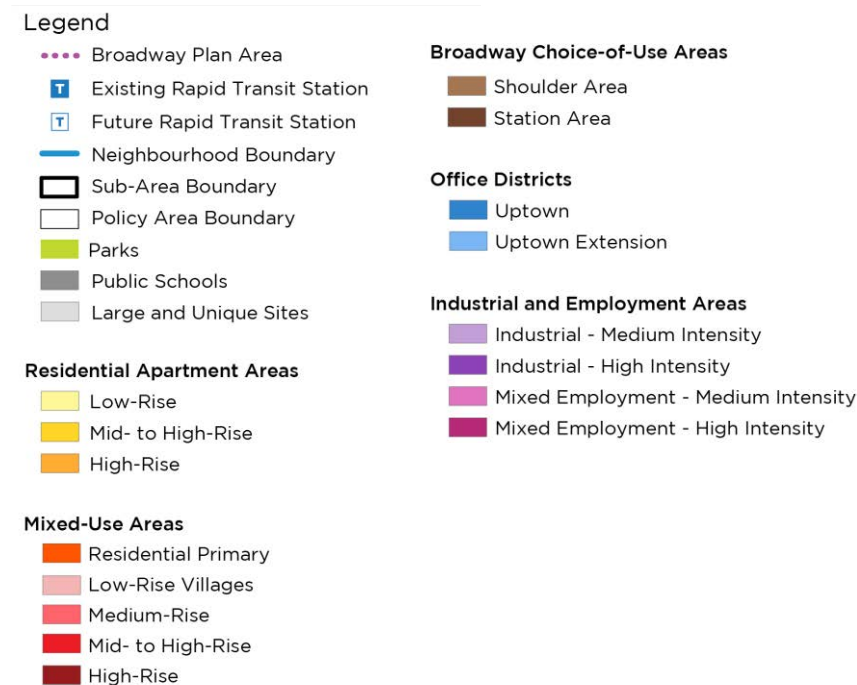 Legend
Broadway Plan Area
T Existing Rapid Transit Station
T Future Rapid Transit Station
Neighbourhood Boundary
Sub-Area Boundary
Policy Area Boundary
Parks
Public Schools
Large and Unique Sites
Residential Apartment Areas
Low-Rise
Mid- to High-Rise
High-Rise
Mixed-Use Areas
Residential Primary
Low-Rise Villages
Medium-Rise
Mid- to High-Rise
High-Rise
Broadway Choice-of-Use Areas
Shoulder Area
Station Area
Office Districts
Uptown
Uptown Extension
Industrial and Employment Areas
Industrial - Medium Intensity
Industrial - High Intensity
Mixed Employment - Medium Intensity
Mixed Employment - High Intensity